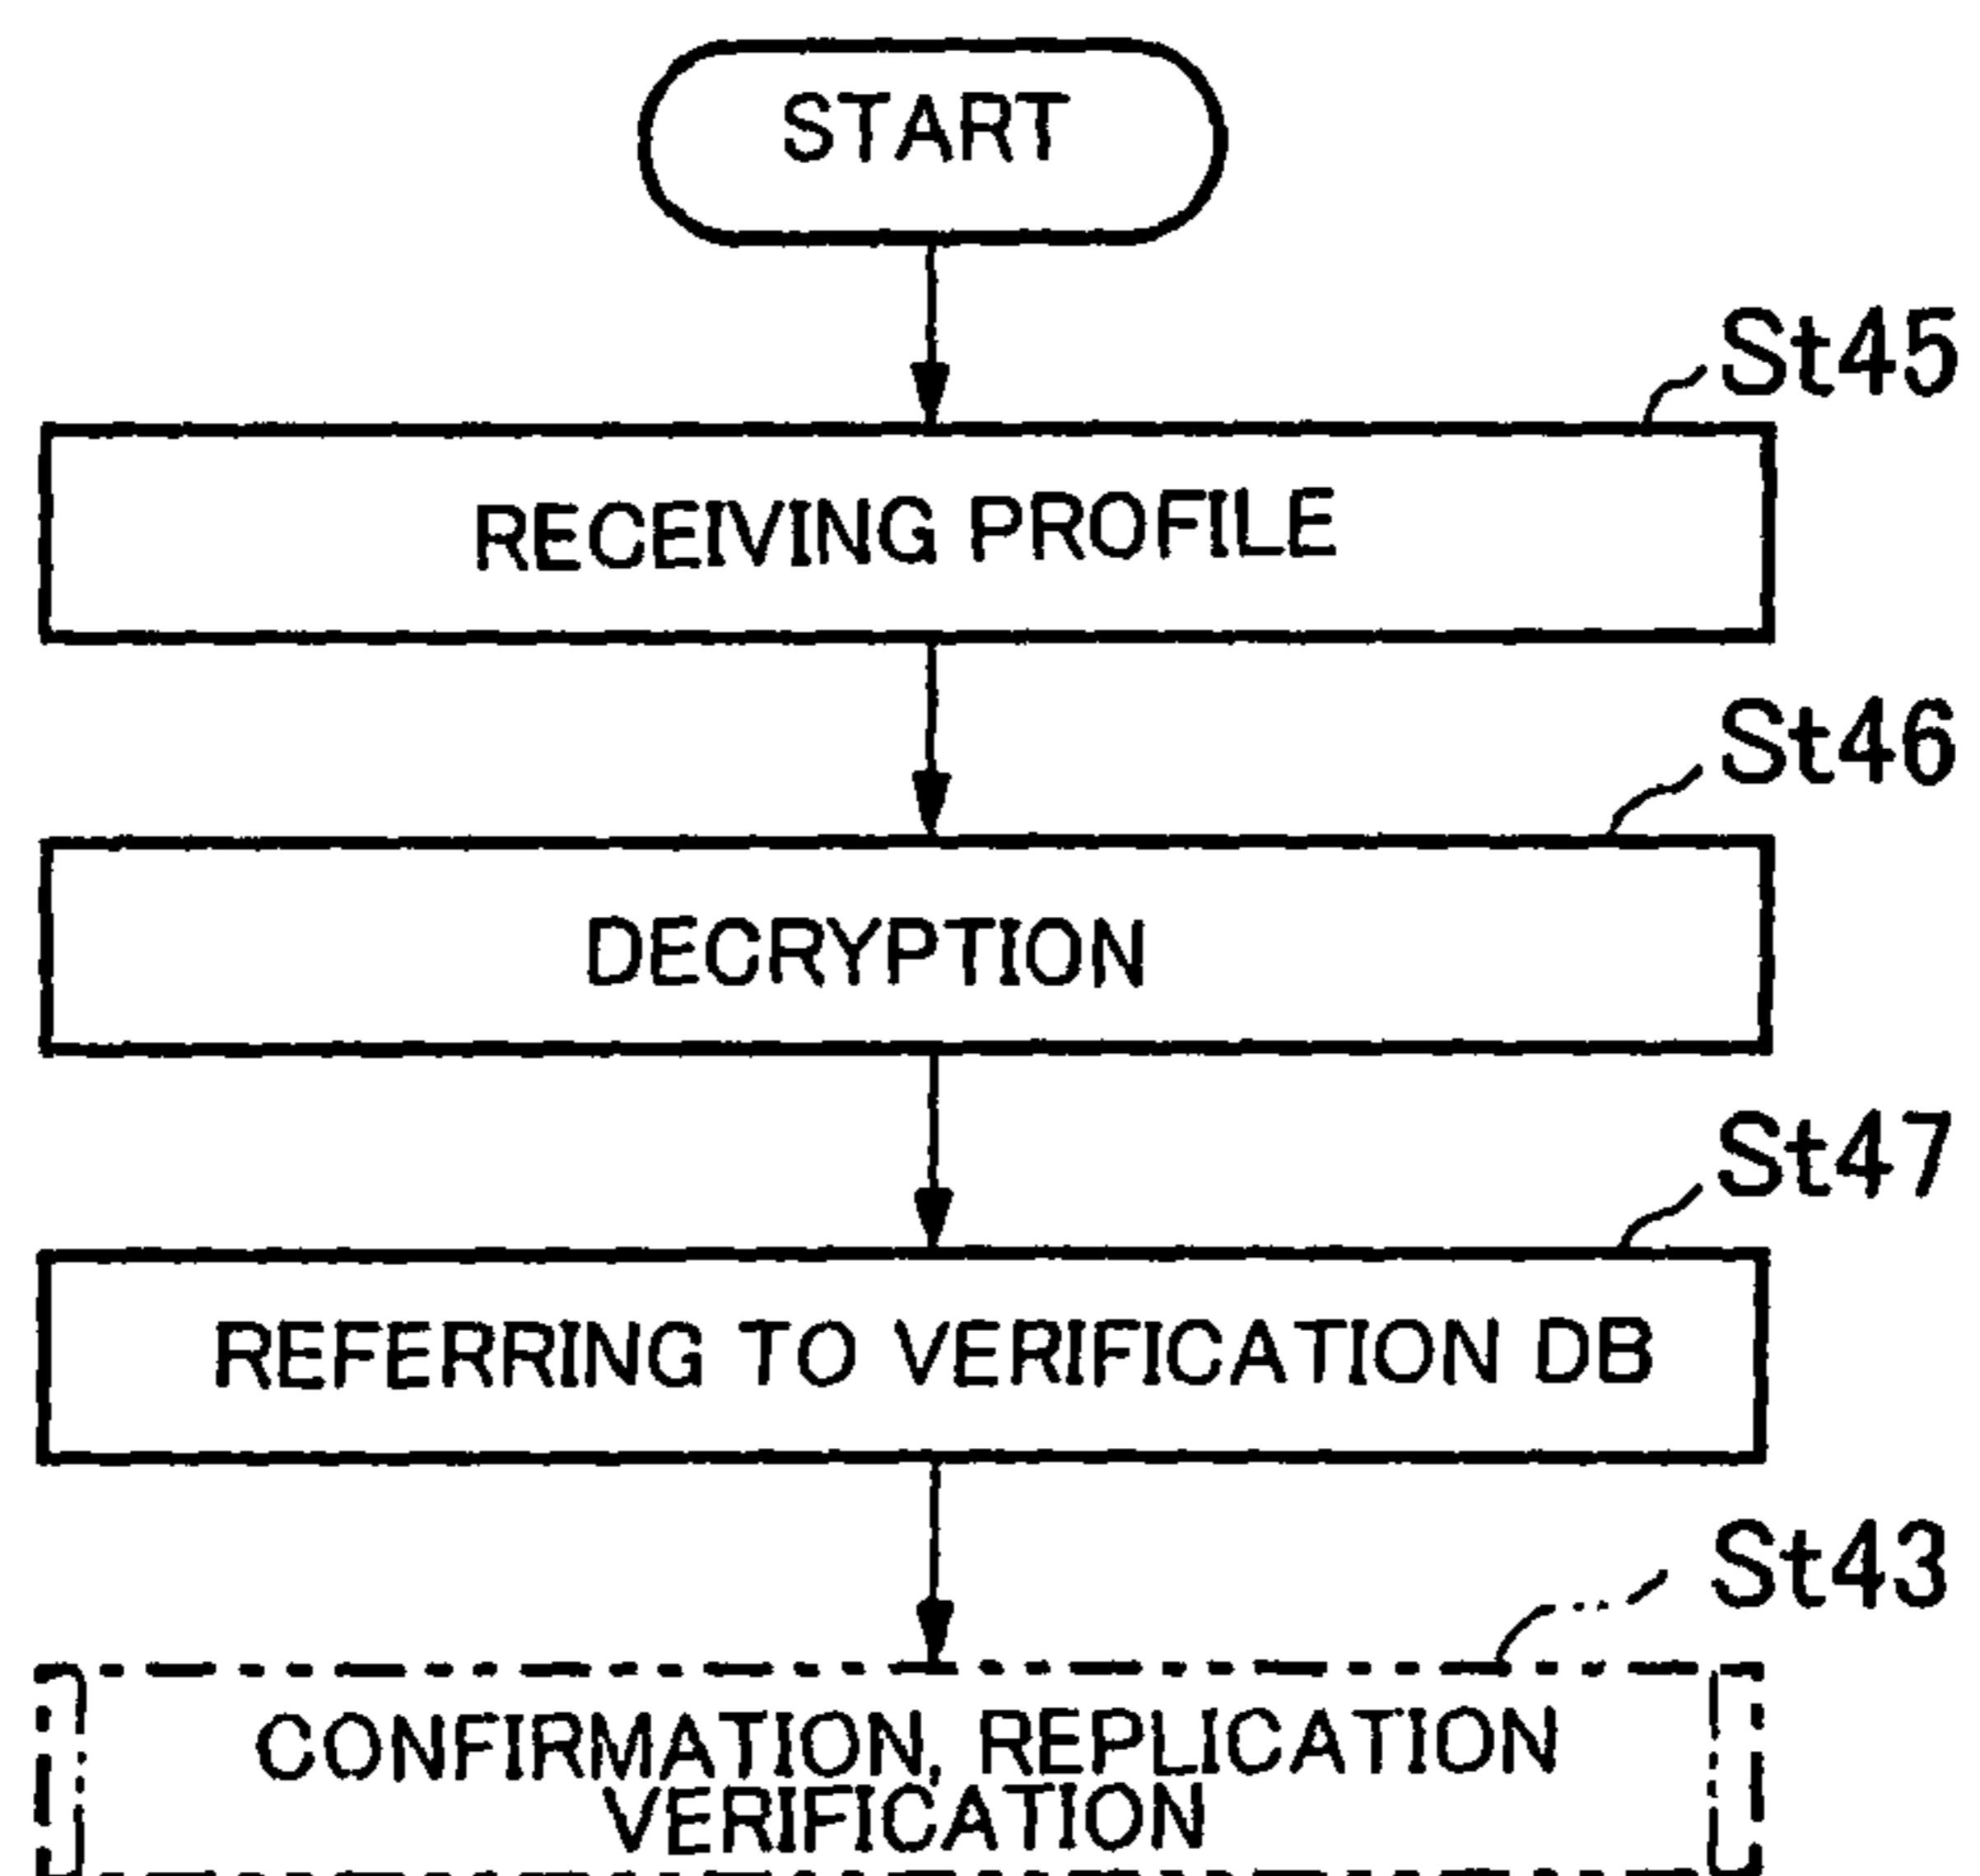 START
St45
RECEIVING PROFILE
St46
DECRYPTION
St47
REFERRING TO VERIFICATION DB
St43
CONFIRMATION, REPLICATION
VERIFICATION